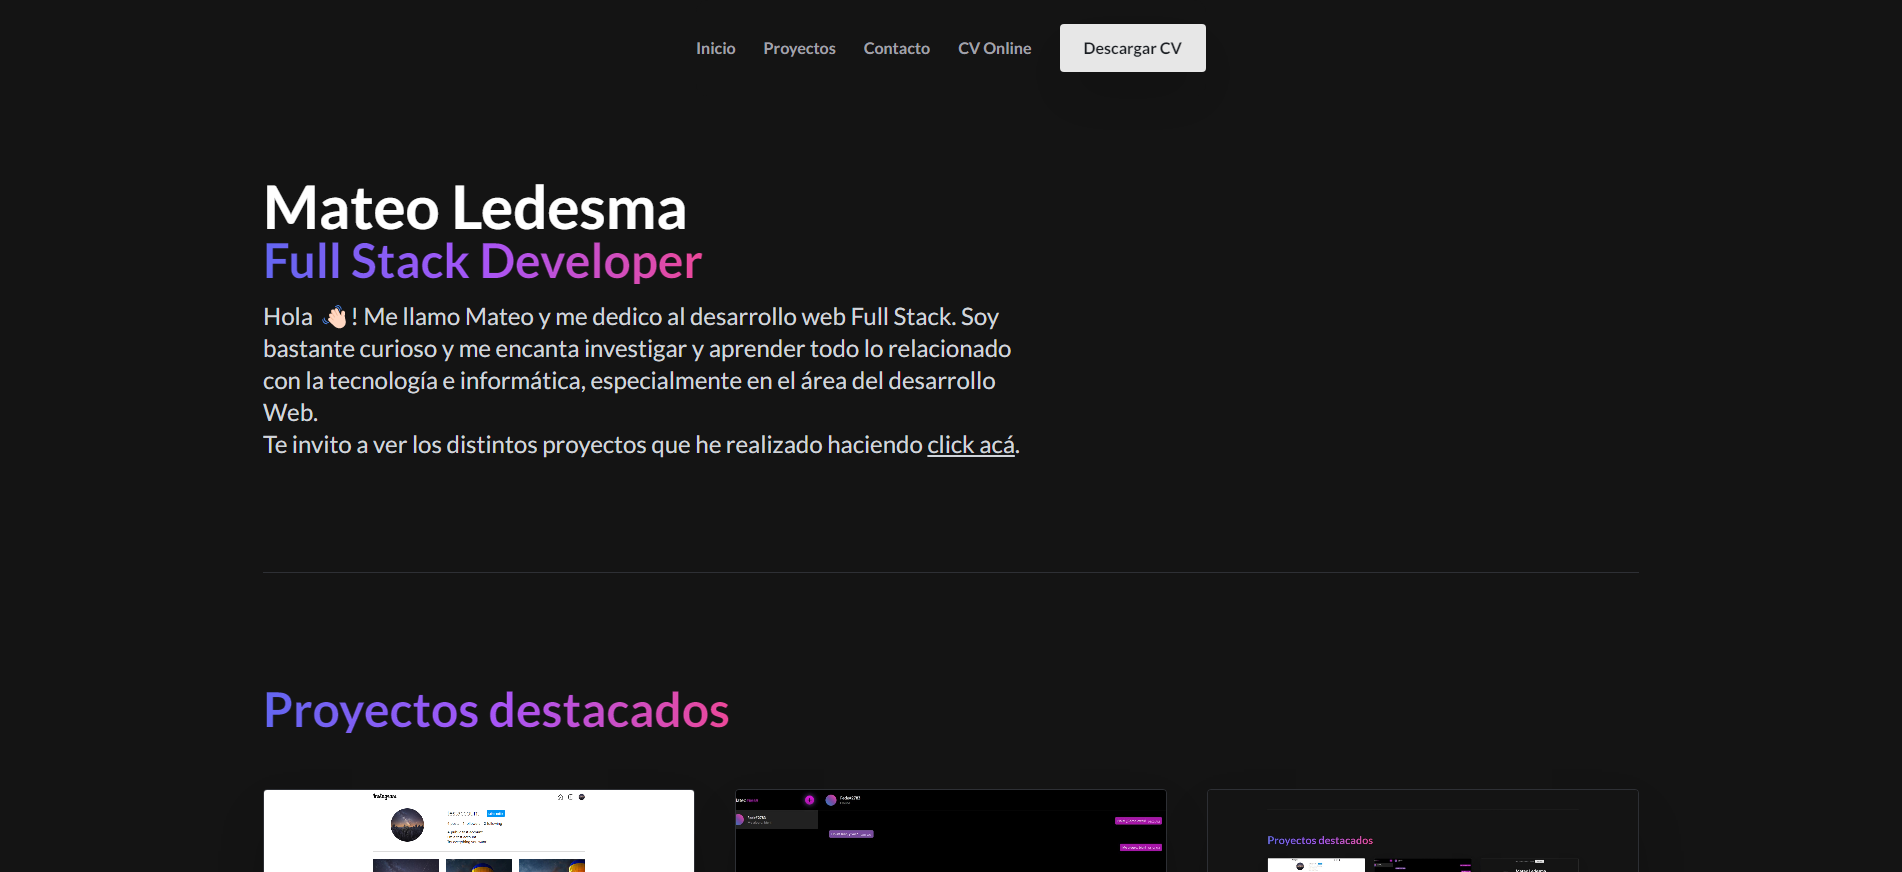 Inicio Proyectos Contacto CV Online Descargar CV
Mateo Ledesma
Full Stack Developer
Hola 👋🏻! Me llamo Mateo y me dedico al desarrollo web Full Stack. Soy
bastante curioso y me encanta investigar y aprender todo lo relacionado
con la tecnología e informática, especialmente en el área del desarrollo
Web.
Te invito a ver los distintos proyectos que he realizado haciendo click acá.
Proyectos destacados
Instagram
Proyectos destacados
Mateo Ledesma